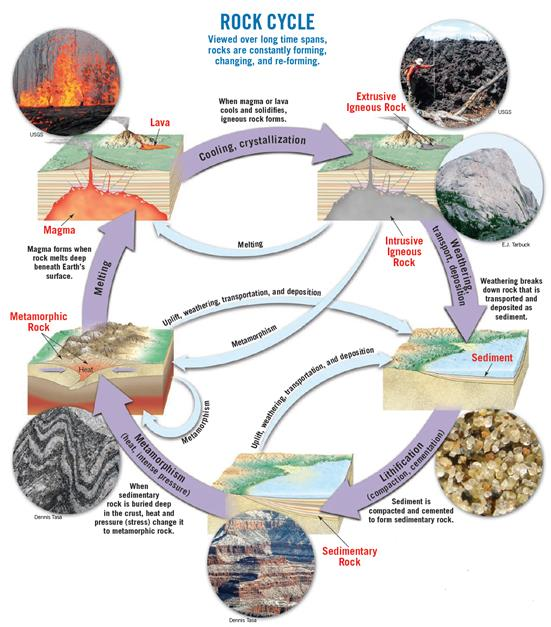 ROCK CYCLE
Viewed over long time spans,
rocks are constantly forming,
changing, and re-forming.
USGS
Lava
When magma or lava
cools and solidifies,
igneous rock forms.
Cooling, crystallization
Extrusive
Igneous Rock
USGS
Magma
Magma forms when
rock melts deep
beneath Earth's
surface.
Melting
Melting
Intrusive
Igneous
Rock
E.J. Tarbuck
Weathering,
transport, deposition
Weathering breaks
down rock that is
transported and
deposited as
sediment.
Metamorphic
Rock
Heat
Uplift, weathering, transportation, and deposition
Metamorphism
Metamorphism
Uplift, weathering, transportation, and deposition
Sediment
Lithification
(compaction, cementation)
Sediment is
compacted and cemented
to form sedimentary rock.
Metamorphism
(heat, intense pressure)
When
sedimentary
rock is buried deep
in the crust, heat and
pressure (stress) change it
to metamorphic rock.
Dennis Tasa
Sedimentary
Rock
Dennis Tasa